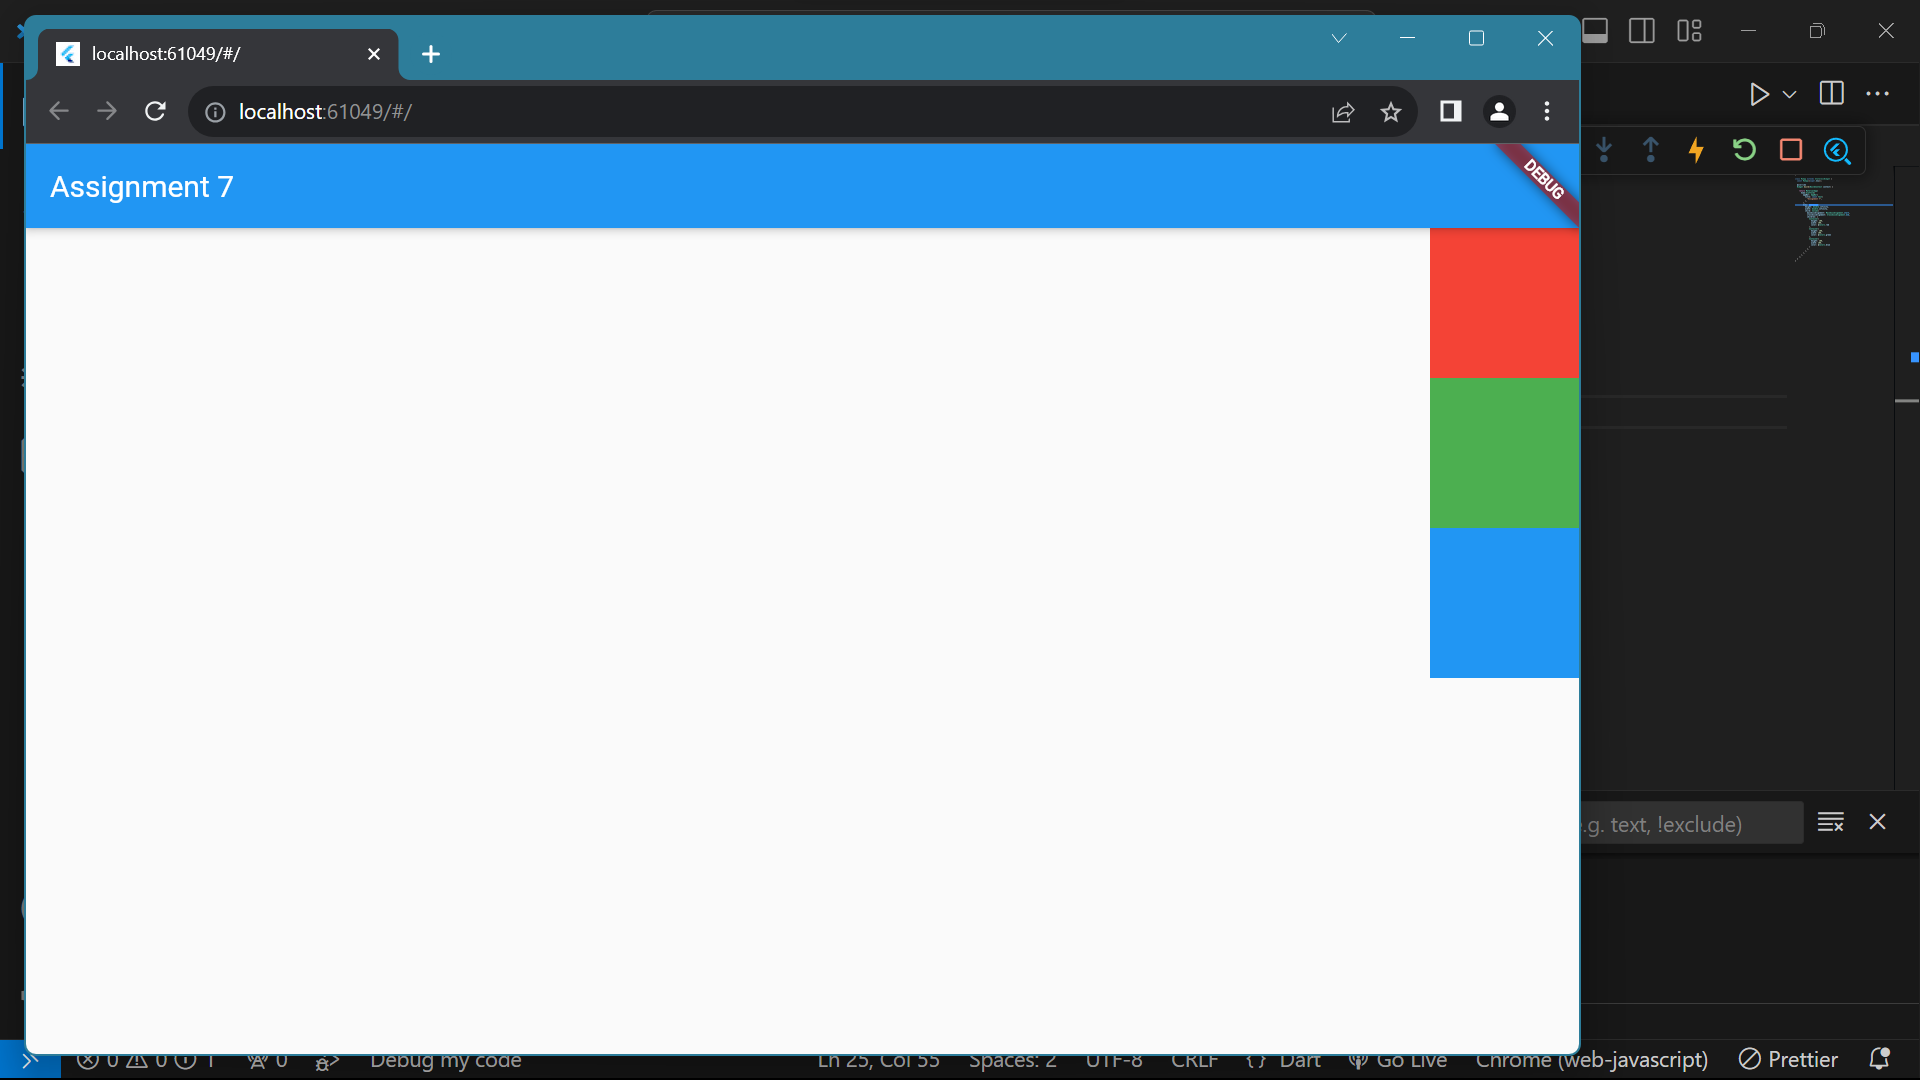 localhost:61049/#/
localhost:61049/#/
Assignment 7
DEBUG
.g. text, !exclude)
0 0 1 0 Debug my code Ln 25, Col 55 Spaces: 2 UTF-8 CRLF {} Dart Go Live Chrome (web-javascript) Prettier